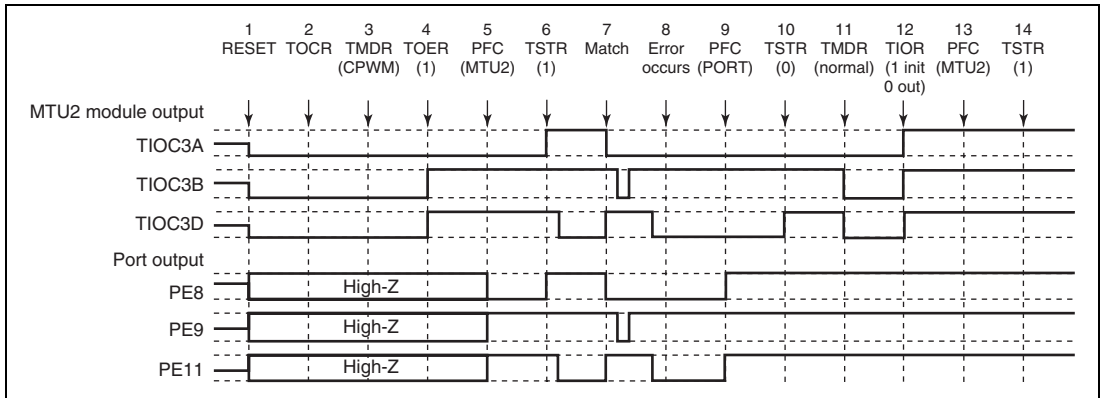 1 2 3 4 5 6 7 8 9 10 11 12 13 14
RESET TOCR TMDR TOER PFC TSTR Match Error PFC TSTR TMDR TIOR PFC TSTR
(CPWM) (1) (MTU2) (1) occurs (PORT) (0) (normal) (1 init (MTU2) (1)
0 out)
MTU2 module output
TIOC3A
TIOC3B
TIOC3D
Port output
PE8 High-Z
PE9 High-Z
PE11 High-Z